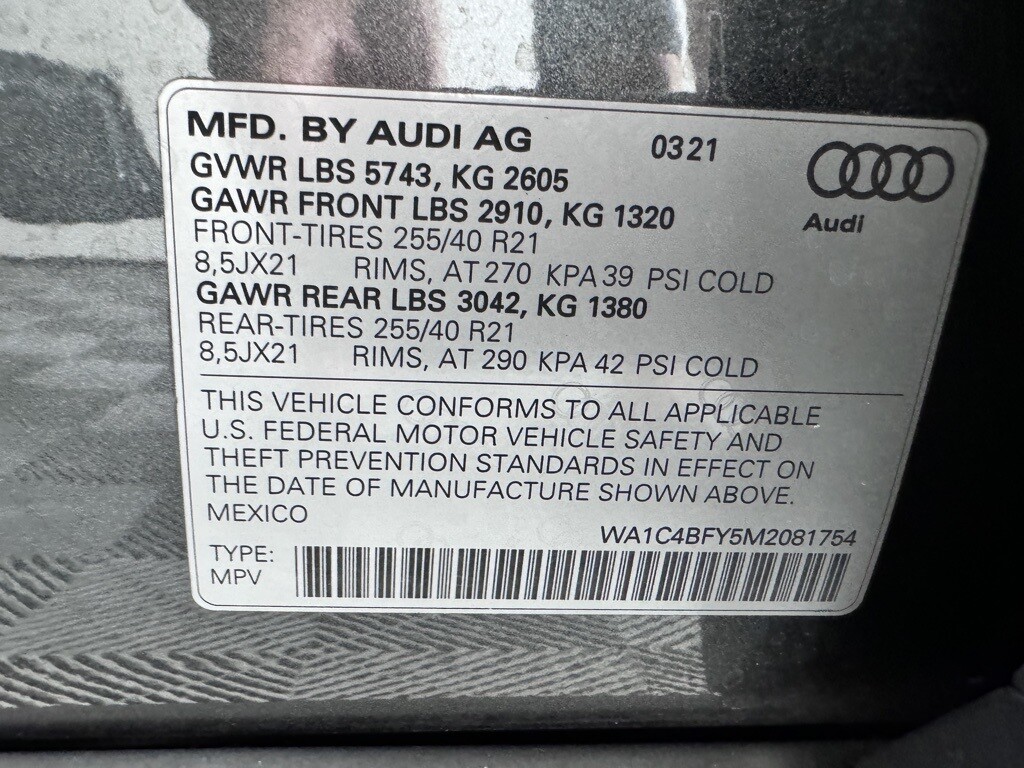 MFD. BY AUDI AG 0321
GVWR LBS 5743, KG 2605
GAWR FRONT LBS 2910, KG 1320
Audi
FRONT-TIRES 255/40 R21
8,5JX21 RIMS, AT 270 KPA 39 PSI COLD
GAWR REAR LBS 3042, KG 1380
REAR-TIRES 255/40 R21
8,5JX21 RIMS, AT 290 KPA 42 PSI COLD
THIS VEHICLE CONFORMS TO ALL APPLICABLE
U.S. FEDERAL MOTOR VEHICLE SAFETY AND
THEFT PREVENTION STANDARDS IN EFFECT ON
THE DATE OF MANUFACTURE SHOWN ABOVE.
MEXICO
WA1C4BFY5M2081754
TYPE:
MPV